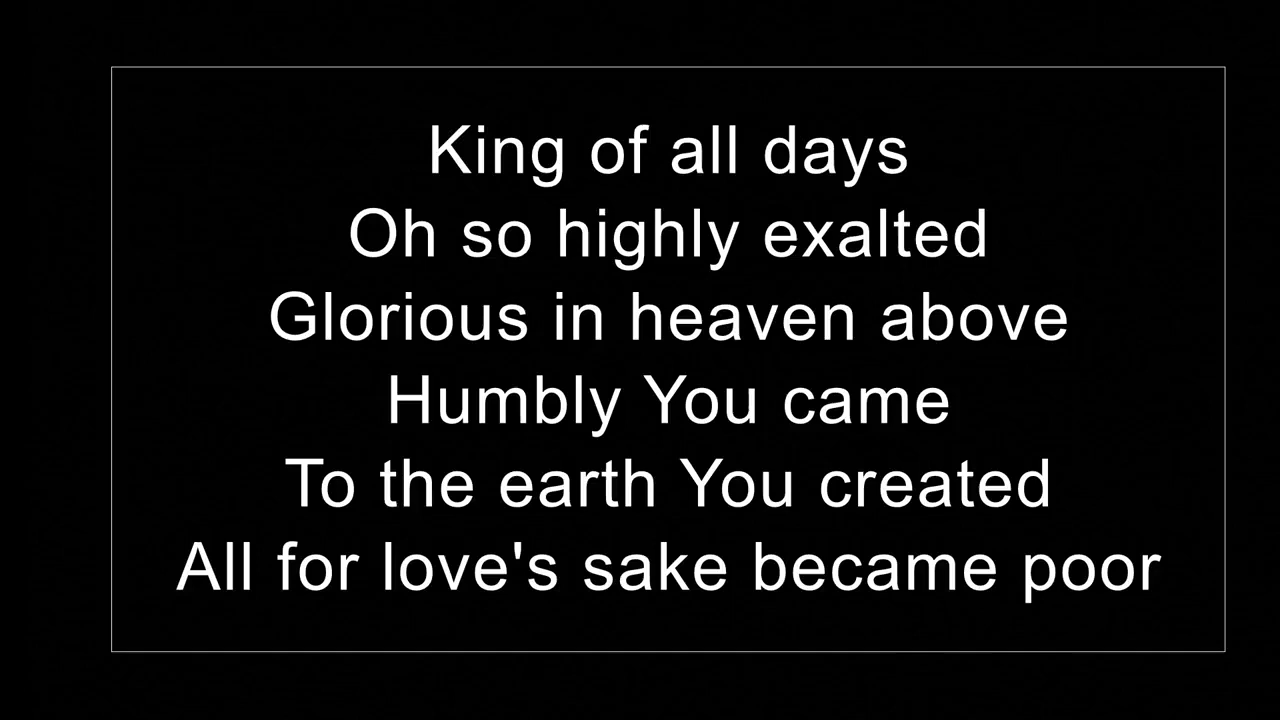 King of all days
Oh so highly exalted
Glorious in heaven above
Humbly You came
To the earth You created
All for love's sake became poor